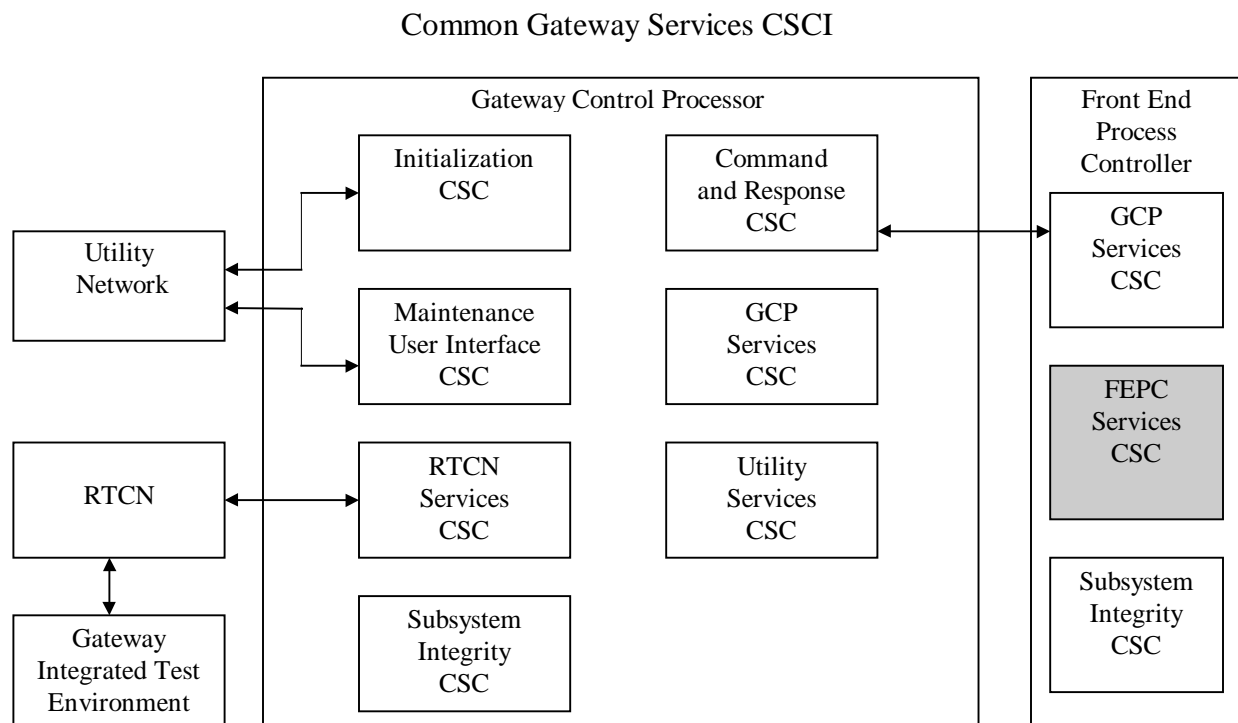 Common Gateway Services CSCI
Gateway Control Processor
Front End
Process
Controller
Initialization
CSC
Command
and Response
CSC
GCP
Services
CSC
Utility
Network
Maintenance
User Interface
CSC
GCP
Services
CSC
FEPC
Services
CSC
RTCN
RTCN
Services
CSC
Utility
Services
CSC
Subsystem
Integrity
CSC
Gateway
Integrated Test
Environment
Subsystem
Integrity
CSC